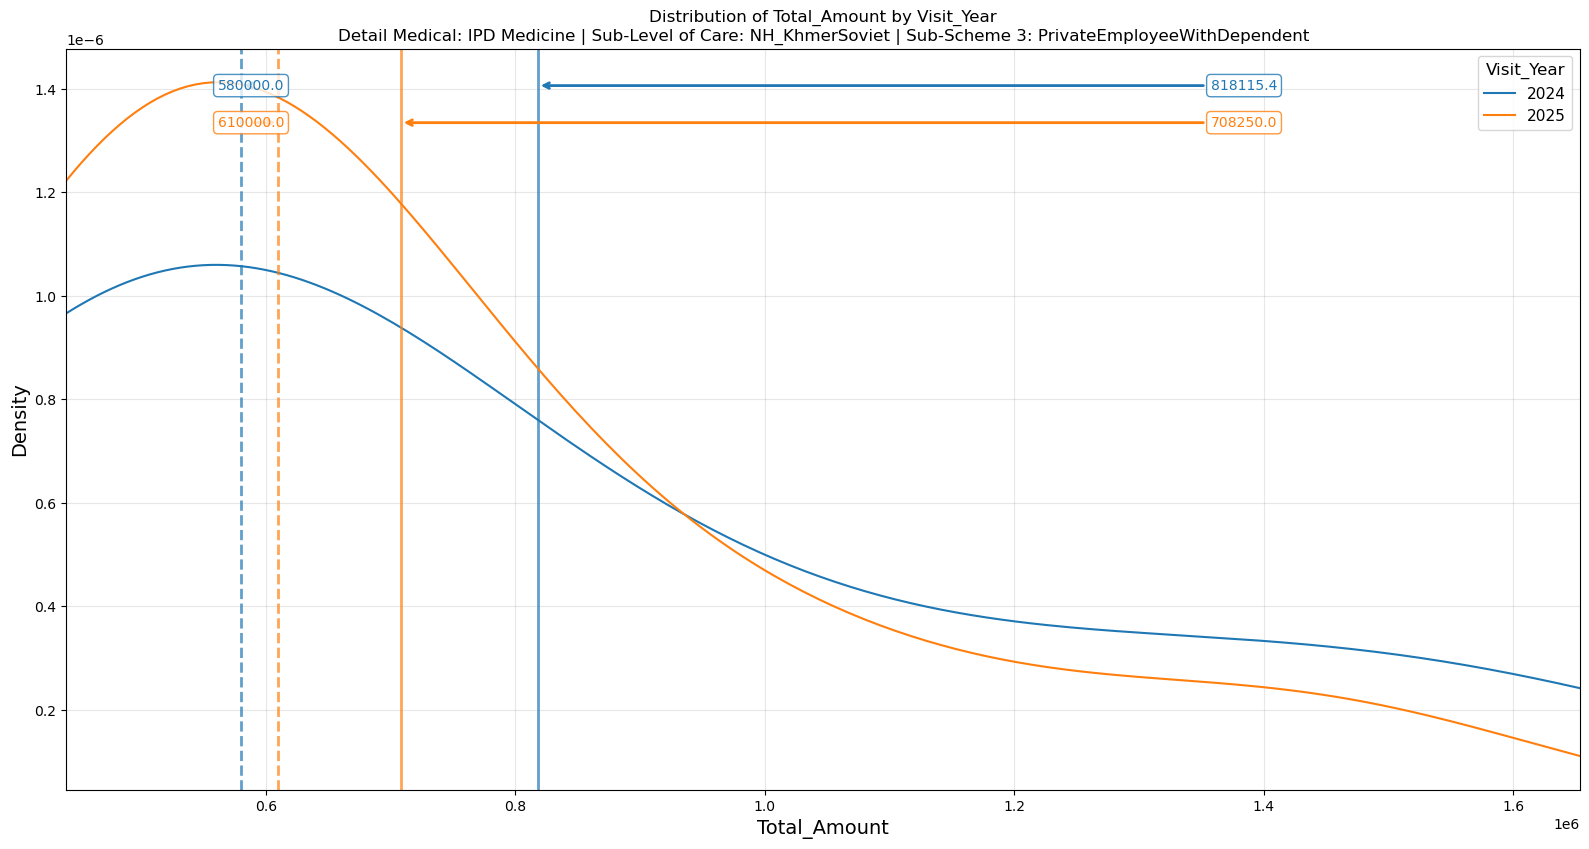 Distribution of Total_Amount by Visit_Year
Detail Medical: IPD Medicine | Sub-Level of Care: NH_KhmerSoviet | Sub-Scheme 3: PrivateEmployeeWithDependent
1e−6
Visit_Year
2024
2025
580000.0
818115.4
610000.0
708250.0
1.4
1.2
1.0
0.8
0.6
0.4
0.2
Density
0.6
0.8
1.0
1.2
1.4
1.6
1e6
Total_Amount